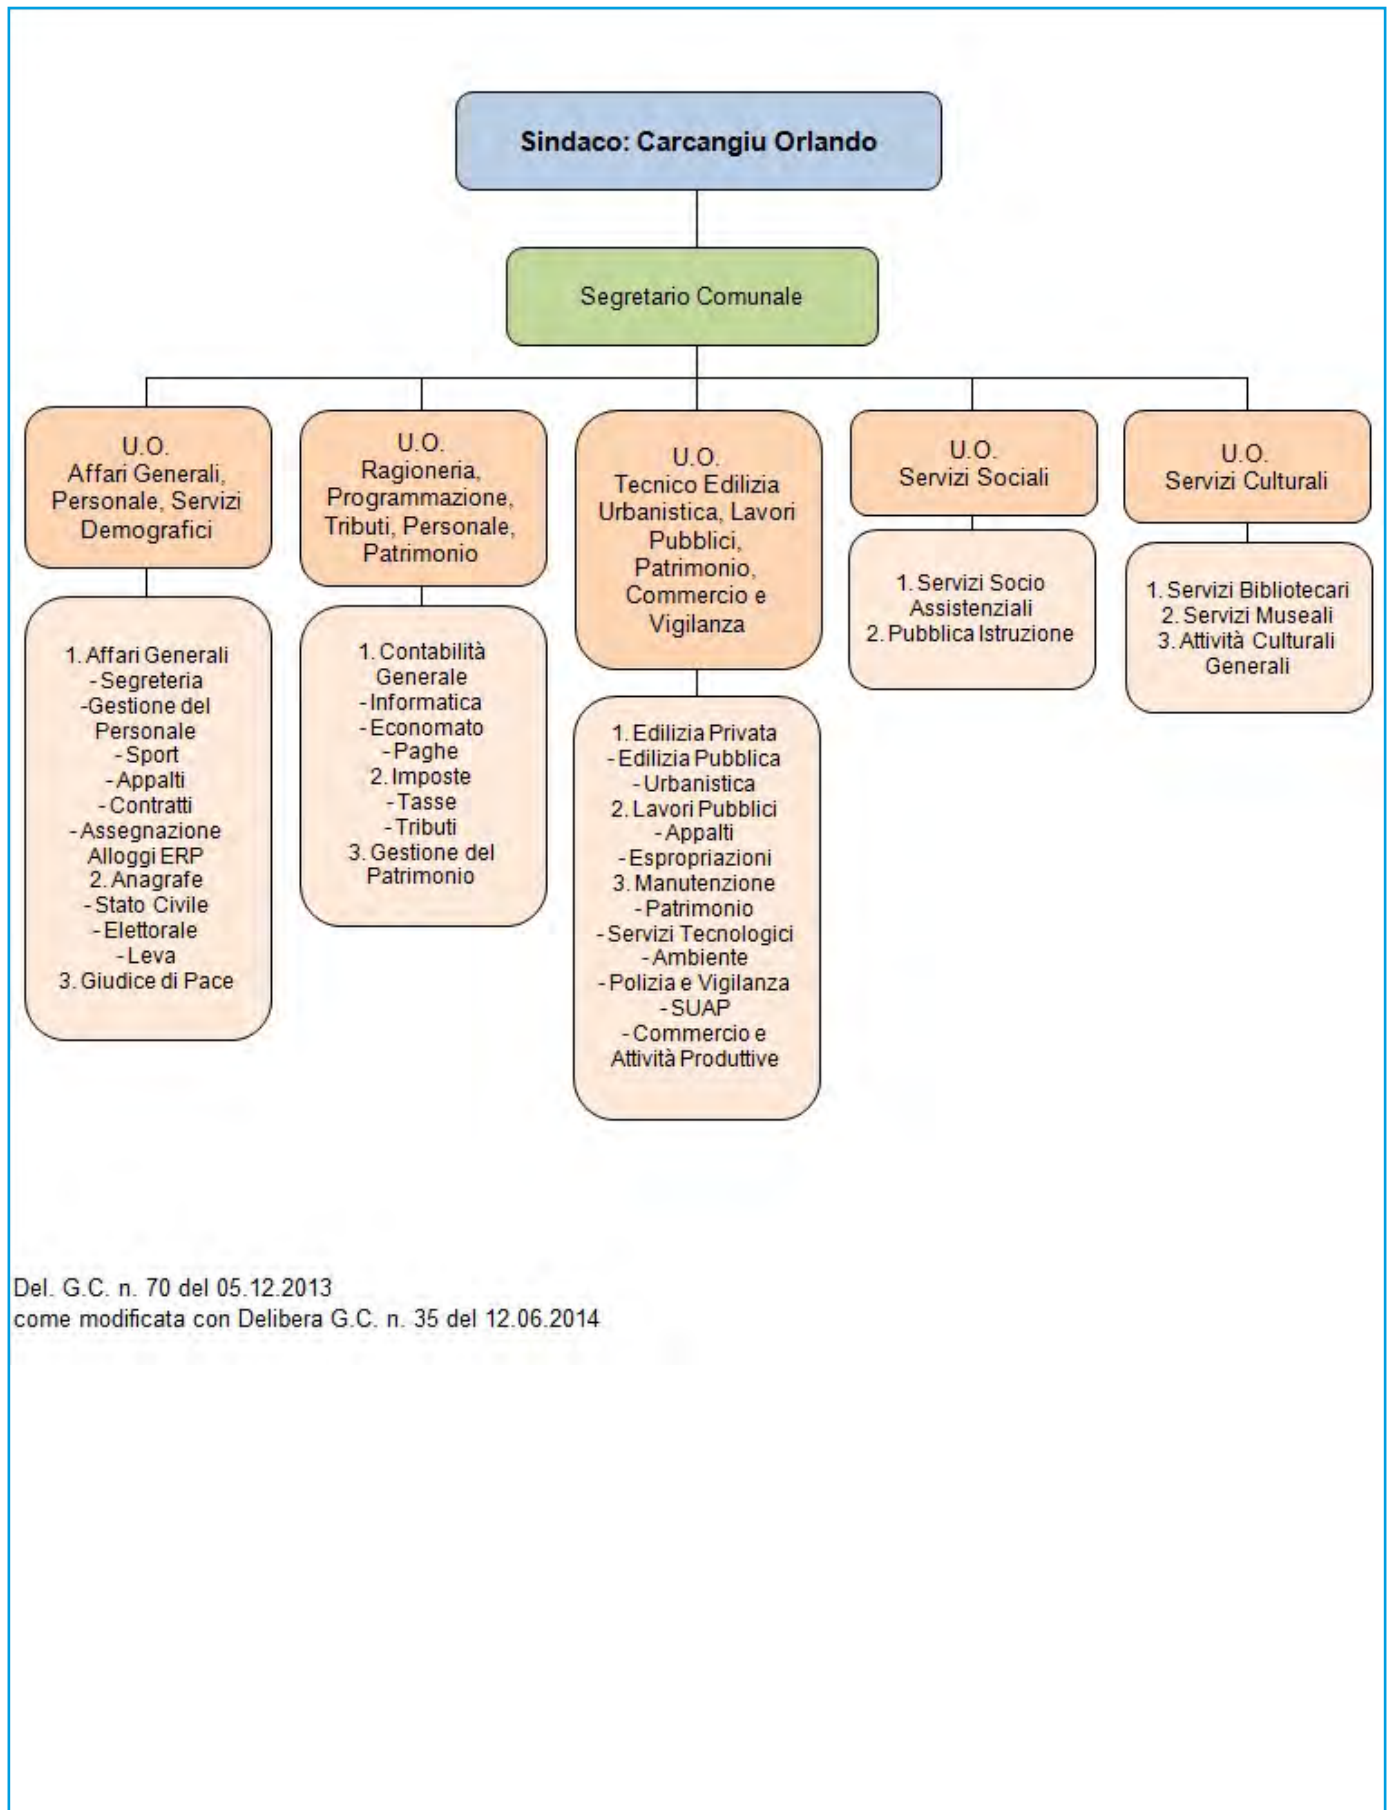 Sindaco: Carcangiu Orlando
Segretario Comunale
U.O.
Affari Generali,
Personale, Servizi
Demografici
U.O.
Ragioneria,
Programmazione,
Tributi, Personale,
Patrimonio
U.O.
Tecnico Edilizia
Urbanistica, Lavori
Pubblici,
Patrimonio,
Commercio e
Vigilanza
U.O.
Servizi Sociali
U.O.
Servizi Culturali
1. Affari Generali
- Segreteria
-Gestione del
Personale
- Sport
- Appalti
- Contratti
- Assegnazione
Alloggi ERP
2. Anagrafe
- Stato Civile
- Elettorale
- Leva
3. Giudice di Pace
1. Contabilità
Generale
- Informatica
- Economato
- Paghe
2. Imposte
- Tasse
- Tributi
3. Gestione del
Patrimonio
1. Edilizia Privata
- Edilizia Pubblica
- Urbanistica
2. Lavori Pubblici
- Appalti
- Espropriazioni
3. Manutenzione
- Patrimonio
- Servizi Tecnologici
- Ambiente
- Polizia e Vigilanza
- SUAP
- Commercio e
Attività Produttive
1. Servizi Socio
Assistenziali
2. Pubblica Istruzione
1. Servizi Bibliotecari
2. Servizi Museali
3. Attività Culturali
Generali
Del. G.C. n. 70 del 05.12.2013
come modificata con Delibera G.C. n. 35 del 12.06.2014